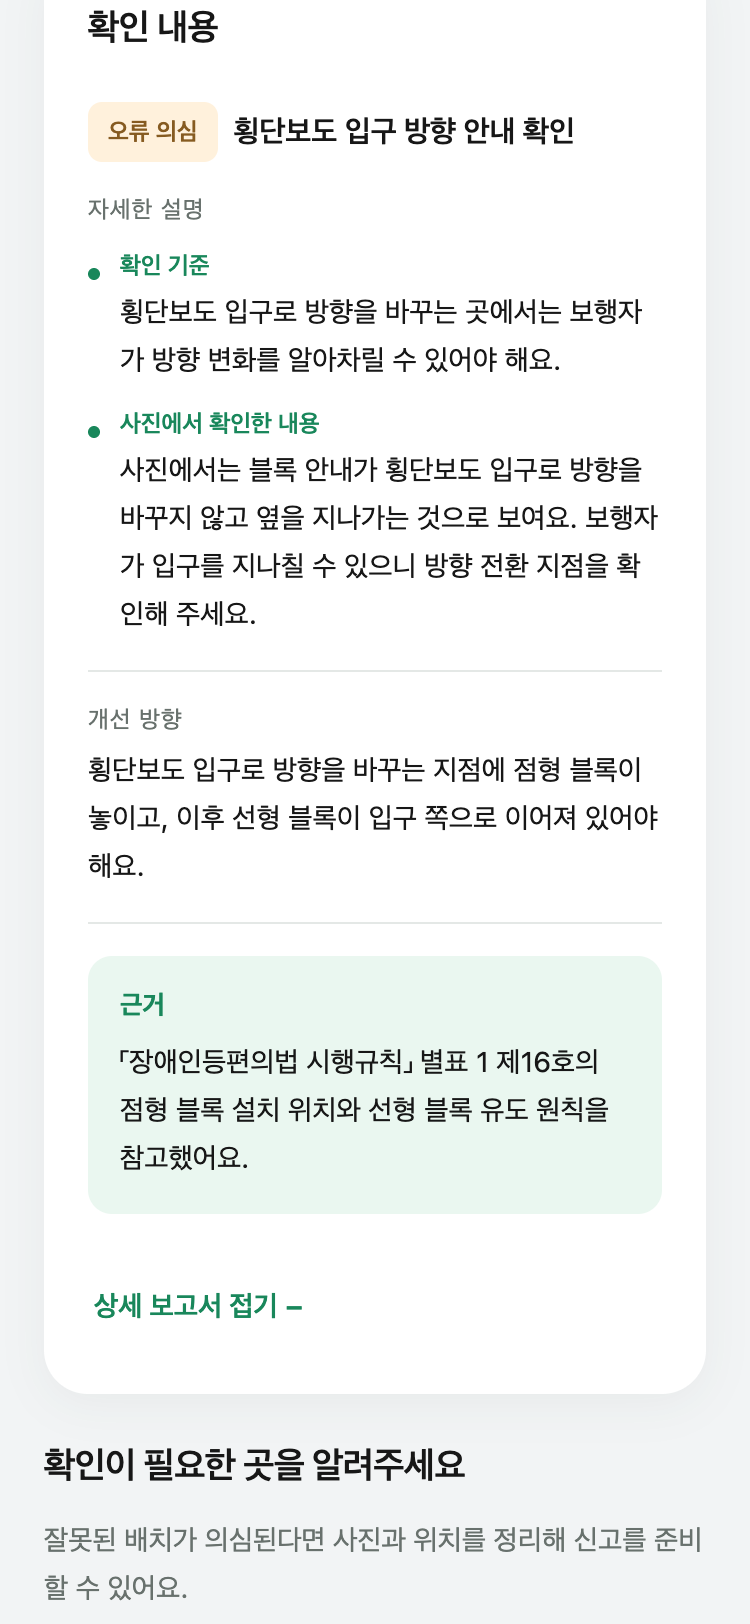 확인 내용
오류 의심 횡단보도 입구 방향 안내 확인
자세한 설명
확인 기준
횡단보도 입구로 방향을 바꾸는 곳에서는 보행자
가 방향 변화를 알아차릴 수 있어야 해요.
사진에서 확인한 내용
사진에서는 블록 안내가 횡단보도 입구로 방향을
바꾸지 않고 옆을 지나가는 것으로 보여요. 보행자
가 입구를 지나칠 수 있으니 방향 전환 지점을 확
인해 주세요.
개선 방향
횡단보도 입구로 방향을 바꾸는 지점에 점형 블록이
놓이고, 이후 선형 블록이 입구 쪽으로 이어져 있어야
해요.
근거
「장애인등편의법 시행규칙」 별표 1 제16호의
점형 블록 설치 위치와 선형 블록 유도 원칙을
참고했어요.
상세 보고서 접기 –
확인이 필요한 곳을 알려주세요
잘못된 배치가 의심된다면 사진과 위치를 정리해 신고를 준비
할 수 있어요.